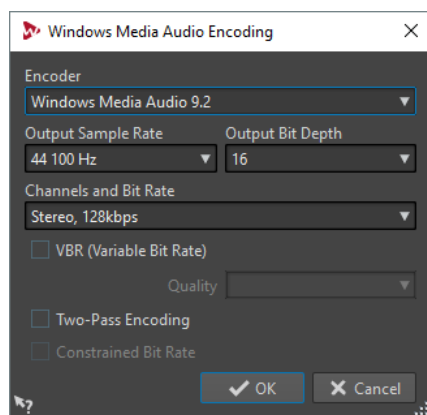 Windows Media Audio Encoding
Encoder
Windows Media Audio 9.2
Output Sample Rate Output Bit Depth
44 100 Hz 16
Channels and Bit Rate
Stereo, 128kbps
VBR (Variable Bit Rate)
Quality
Two-Pass Encoding
Constrained Bit Rate
? OK Cancel